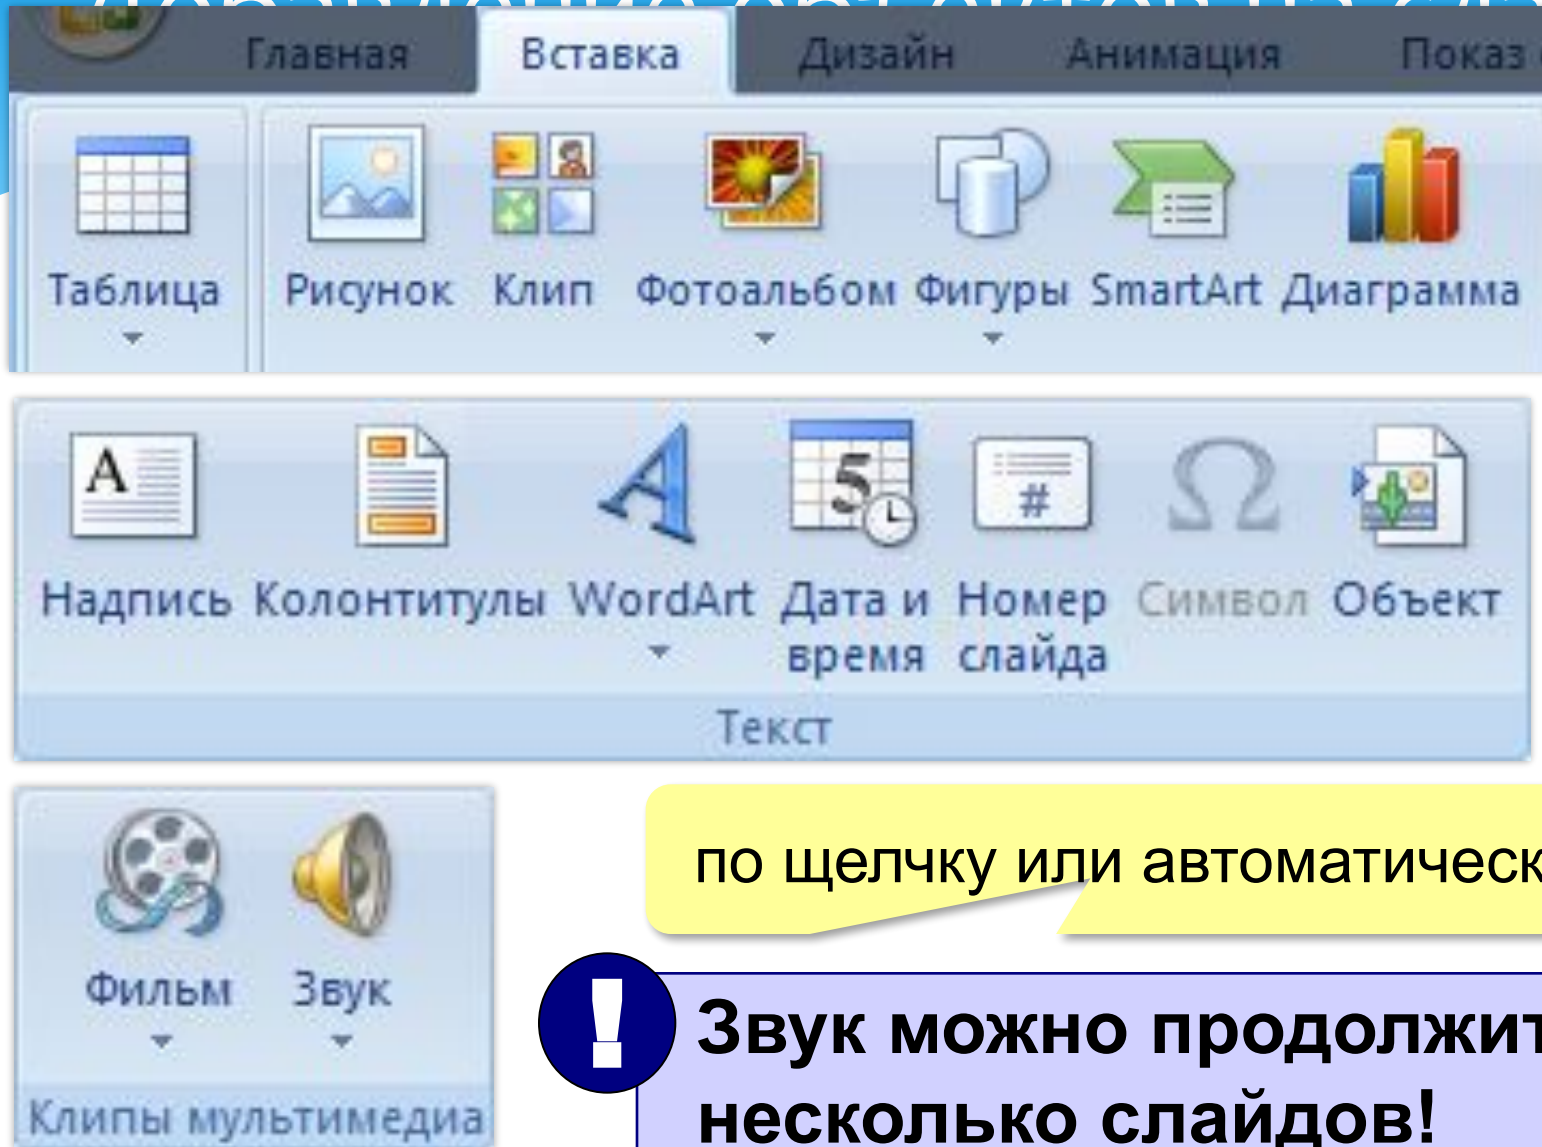 Главная Вставка Дизайн Анимация Показ
Таблица Рисунок Клип Фотоальбом Фигуры SmartArt Диаграмма
A A 5 # Ω
Надпись Колонтитулы WordArt Дата и время Номер слайда Символ Объект
Текст
по щелчку или автоматическ
Фильм Звук
! Звук можно продолжит
несколько слайдов!
Клипы мультимедиа